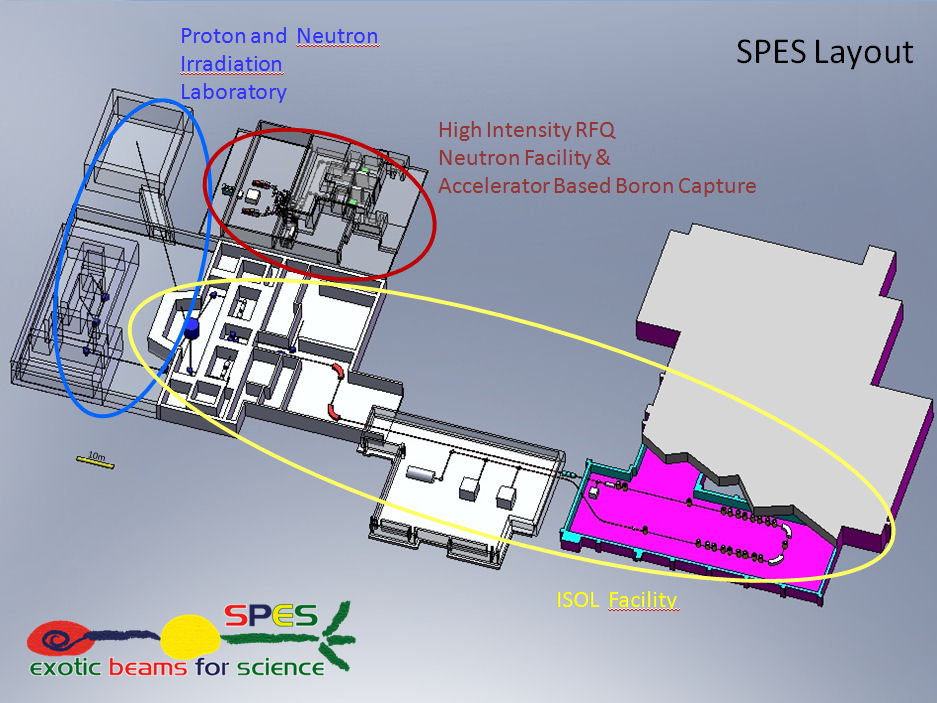 Proton and Neutron
Irradiation
Laboratory
SPES Layout
High Intensity RFQ
Neutron Facility &
Accelerator Based Boron Capture
10m
ISOL Facility
SPES
exotic beams for science